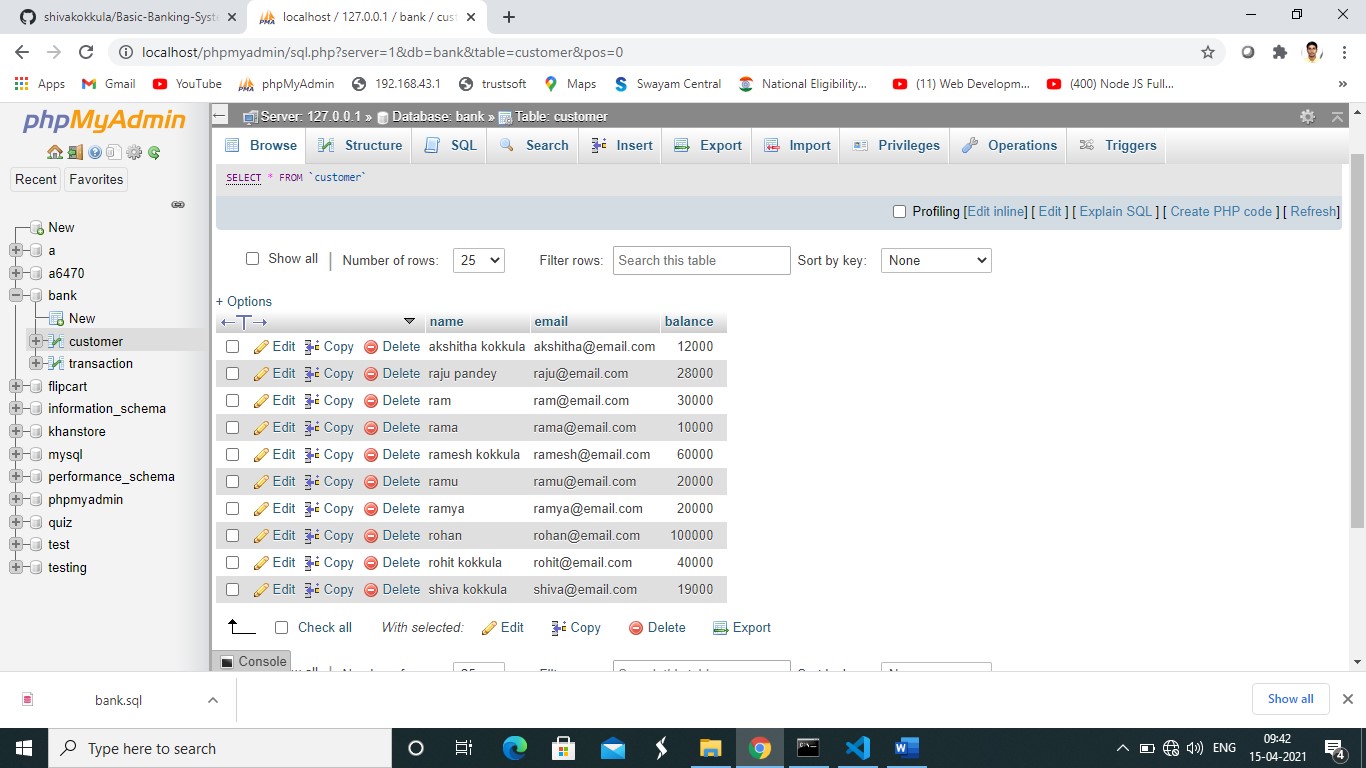 shivakokkula/Basic-Banking-Syste
localhost / 127.0.0.1 / bank / cust
localhost/phpmyadmin/sql.php?server=1&db=bank&table=customer&pos=0
Apps Gmail YouTube phpMyAdmin 192.168.43.1 trustsoft Maps Swayam Central National Eligibility... (11) Web Developm... (400) Node JS Full... »
phpMyAdmin
Recent Favorites
New
a
a6470
bank
New
customer
transaction
flipcart
information_schema
khanstore
mysql
performance_schema
phpmyadmin
quiz
test
testing
Server: 127.0.0.1 » Database: bank » Table: customer
Browse Structure SQL Search Insert Export Import Privileges Operations Triggers
SELECT * FROM `customer`
Profiling [Edit inline] [ Edit ] [ Explain SQL ] [ Create PHP code ] [ Refresh]
Show all Number of rows: 25 Filter rows: Search this table Sort by key: None
+ Options
name email balance
Edit Copy Delete akshitha kokkula akshitha@email.com 12000
Edit Copy Delete raju pandey raju@email.com 28000
Edit Copy Delete ram ram@email.com 30000
Edit Copy Delete rama rama@email.com 10000
Edit Copy Delete ramesh kokkula ramesh@email.com 60000
Edit Copy Delete ramu ramu@email.com 20000
Edit Copy Delete ramya ramya@email.com 20000
Edit Copy Delete rohan rohan@email.com 100000
Edit Copy Delete rohit kokkula rohit@email.com 40000
Edit Copy Delete shiva kokkula shiva@email.com 19000
Check all With selected: Edit Copy Delete Export
Console
bank.sql
Show all
Type here to search
ENG
09:42
15-04-2021
4